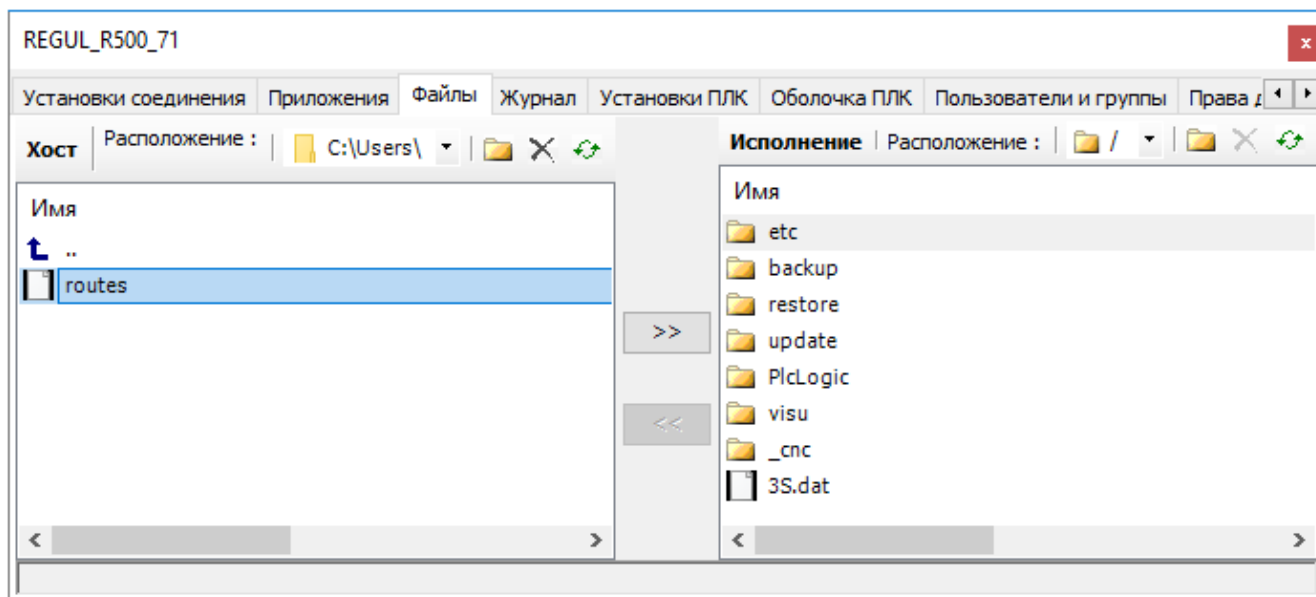 REGUL_R500_71
x
Установки соединения Приложения Файлы Журнал Установки ПЛК Оболочка ПЛК Пользователи и группы Права д
Хост Расположение : C:\Users\
Имя
..
routes
>>
<<
Исполнение Расположение : /
Имя
etc
backup
restore
update
PlcLogic
visu
_cnc
3S.dat